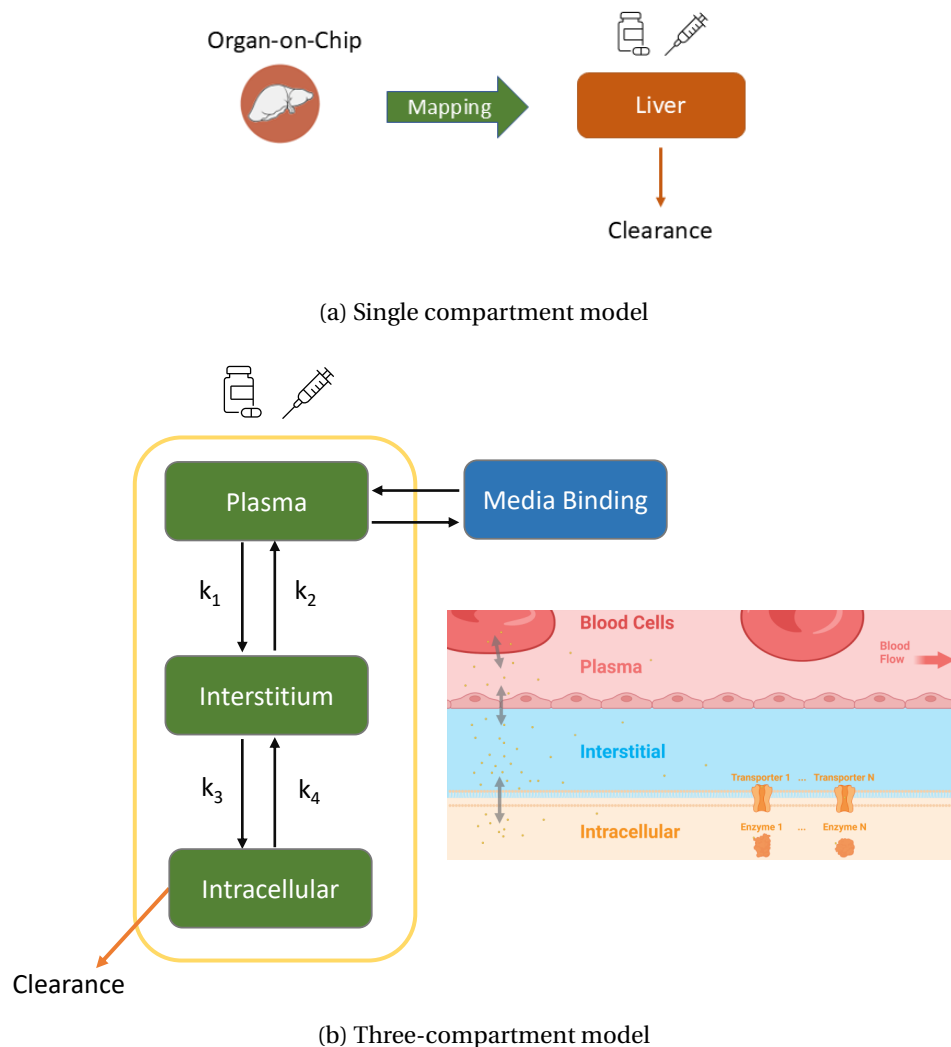 Organ-on-Chip
Mapping
Liver
Clearance
(a) Single compartment model
Plasma
Media Binding
k1
k2
Interstitium
k3
k4
Intracellular
Clearance
Blood Cells
Plasma
Blood
Flow
Interstitial
Transporter 1 ... Transporter N
Intracellular
Enzyme 1 ... Enzyme N
(b) Three-compartment model